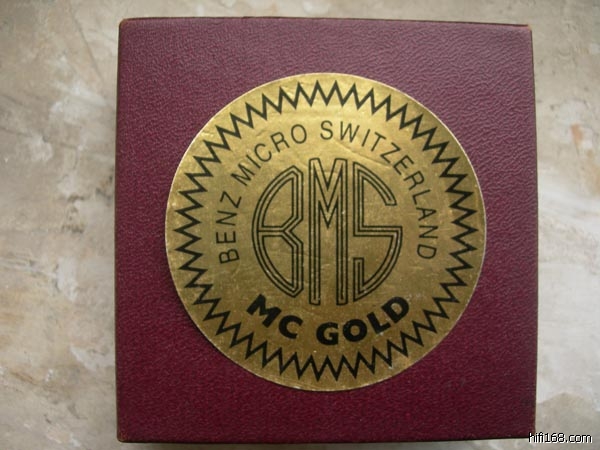 BENZ MICRO SWITZERLAND
BMS
MC GOLD
hifi168.com